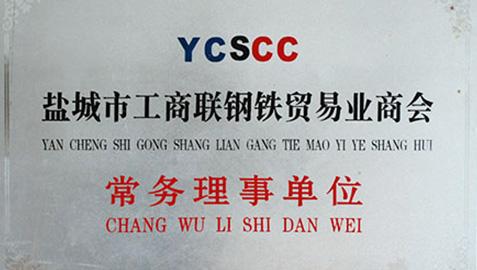 YCSCC
盐城市工商联钢铁贸易业商会
YAN CHENG SHI GONG SHANG LIAN GANG TIE MAO YI YE SHANG HUI
常务理事单位
CHANG WU LI SHI DAN WEI